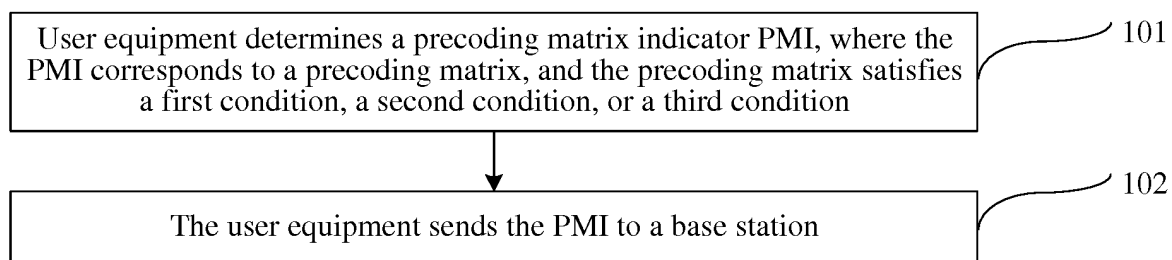 User equipment determines a precoding matrix indicator PMI, where the
PMI corresponds to a precoding matrix, and the precoding matrix satisfies
a first condition, a second condition, or a third condition
101
The user equipment sends the PMI to a base station
102